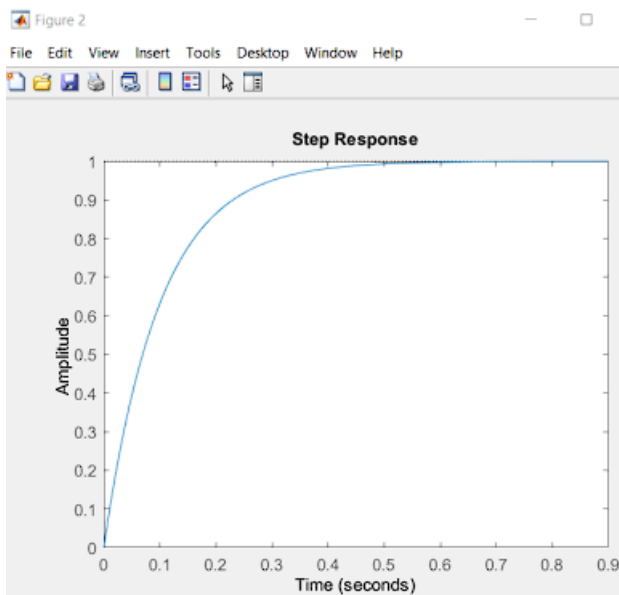 Figure 2
File Edit View Insert Tools Desktop Window Help
Step Response
1
0.9
0.8
0.7
0.6
0.5
0.4
0.3
0.2
0.1
0
Amplitude
0 0.1 0.2 0.3 0.4 0.5 0.6 0.7 0.8 0.9
Time (seconds)